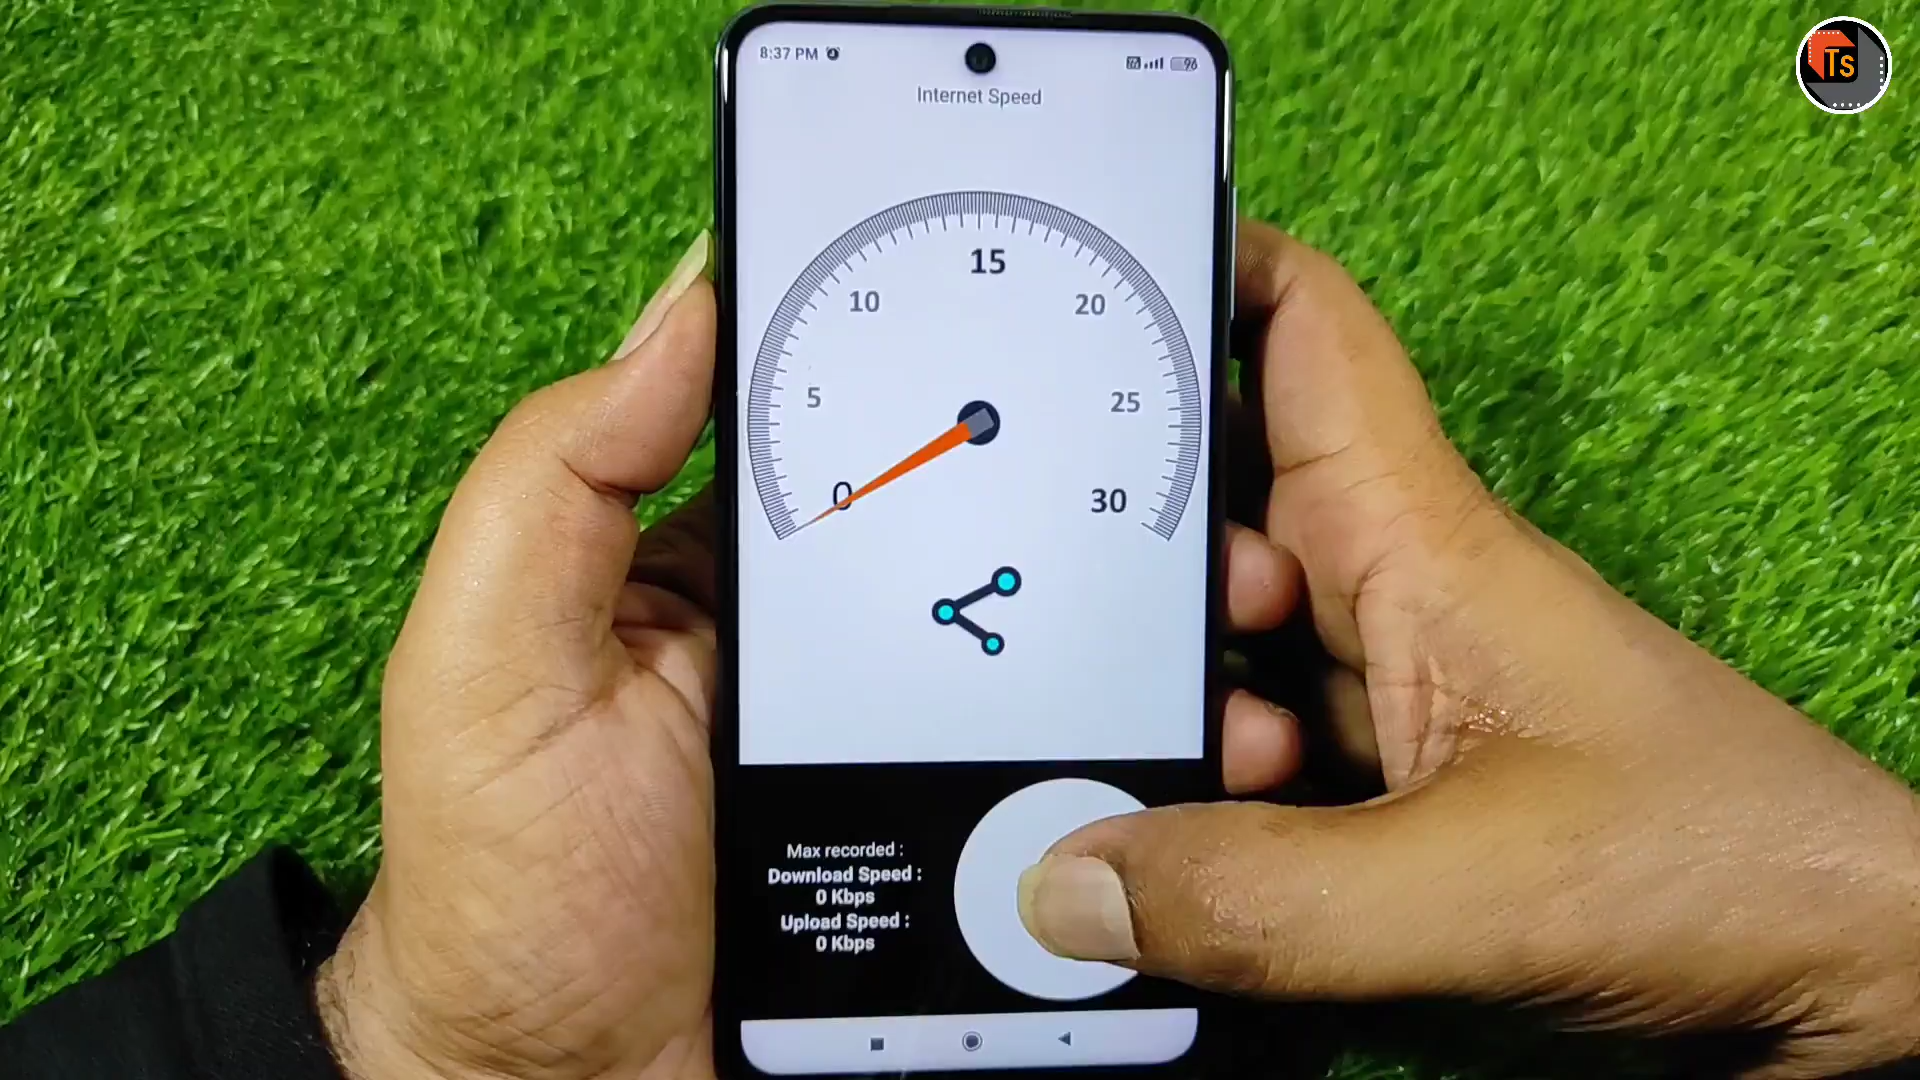 8:37 PM
96
Internet Speed
15
10
20
5
25
0
30
Max recorded :
Download Speed :
0 Kbps
Upload Speed :
0 Kbps
TS